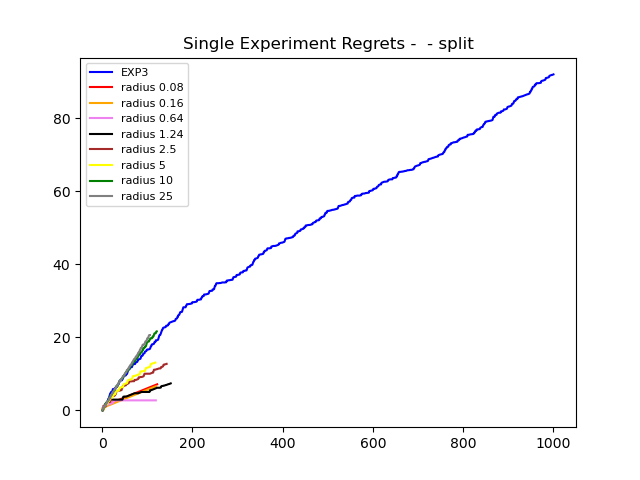 Single Experiment Regrets -  - split
EXP3
radius 0.08
radius 0.16
radius 0.64
radius 1.24
radius 2.5
radius 5
radius 10
radius 25
80
60
40
20
0
0 200 400 600 800 1000